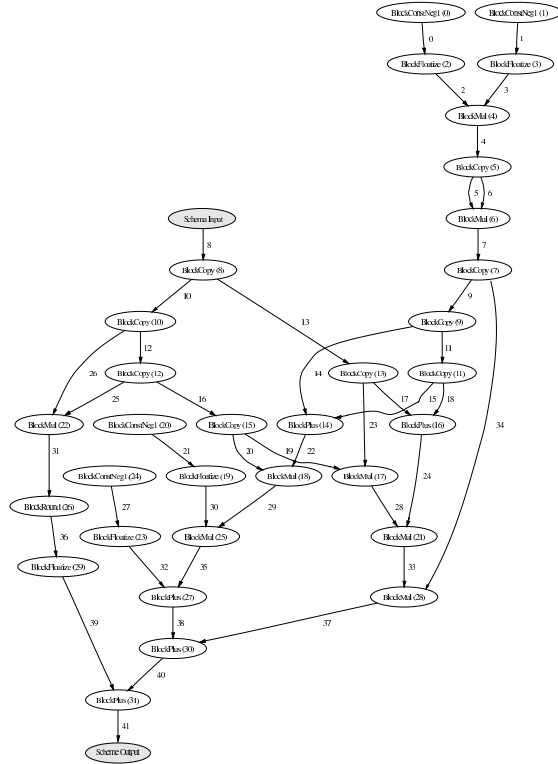 BlockConstNeg1 (0) BlockConstNeg1 (1)
0 1
BlockFloatize (2) BlockFloatize (3)
2 3
BlockMul (4)
4
BlockCopy (5)
5 6
Schema Input BlockMul (6)
8 7
BlockCopy (8) BlockCopy (7)
10 9
BlockCopy (10) 13 BlockCopy (9)
12 11
26 BlockCopy (12) 14 BlockCopy (13) BlockCopy (11)
25 16 17 15 18
BlockMul (22) BlockConstNeg1 (20) BlockCopy (15) BlockPlus (14) 23 BlockPlus (16) 34
31 21 20 19 22
BlockConstNeg1 (24) BlockFloatize (19) BlockMul (18) BlockMul (17) 24
27 30 29 28
BlockRound (26)
36 BlockFloatize (23) BlockMul (25) BlockMul (21)
BlockFloatize (29) 32 35 33
BlockPlus (27) BlockMul (28)
39 38 37
BlockPlus (30)
40
BlockPlus (31)
41
Scheme Output